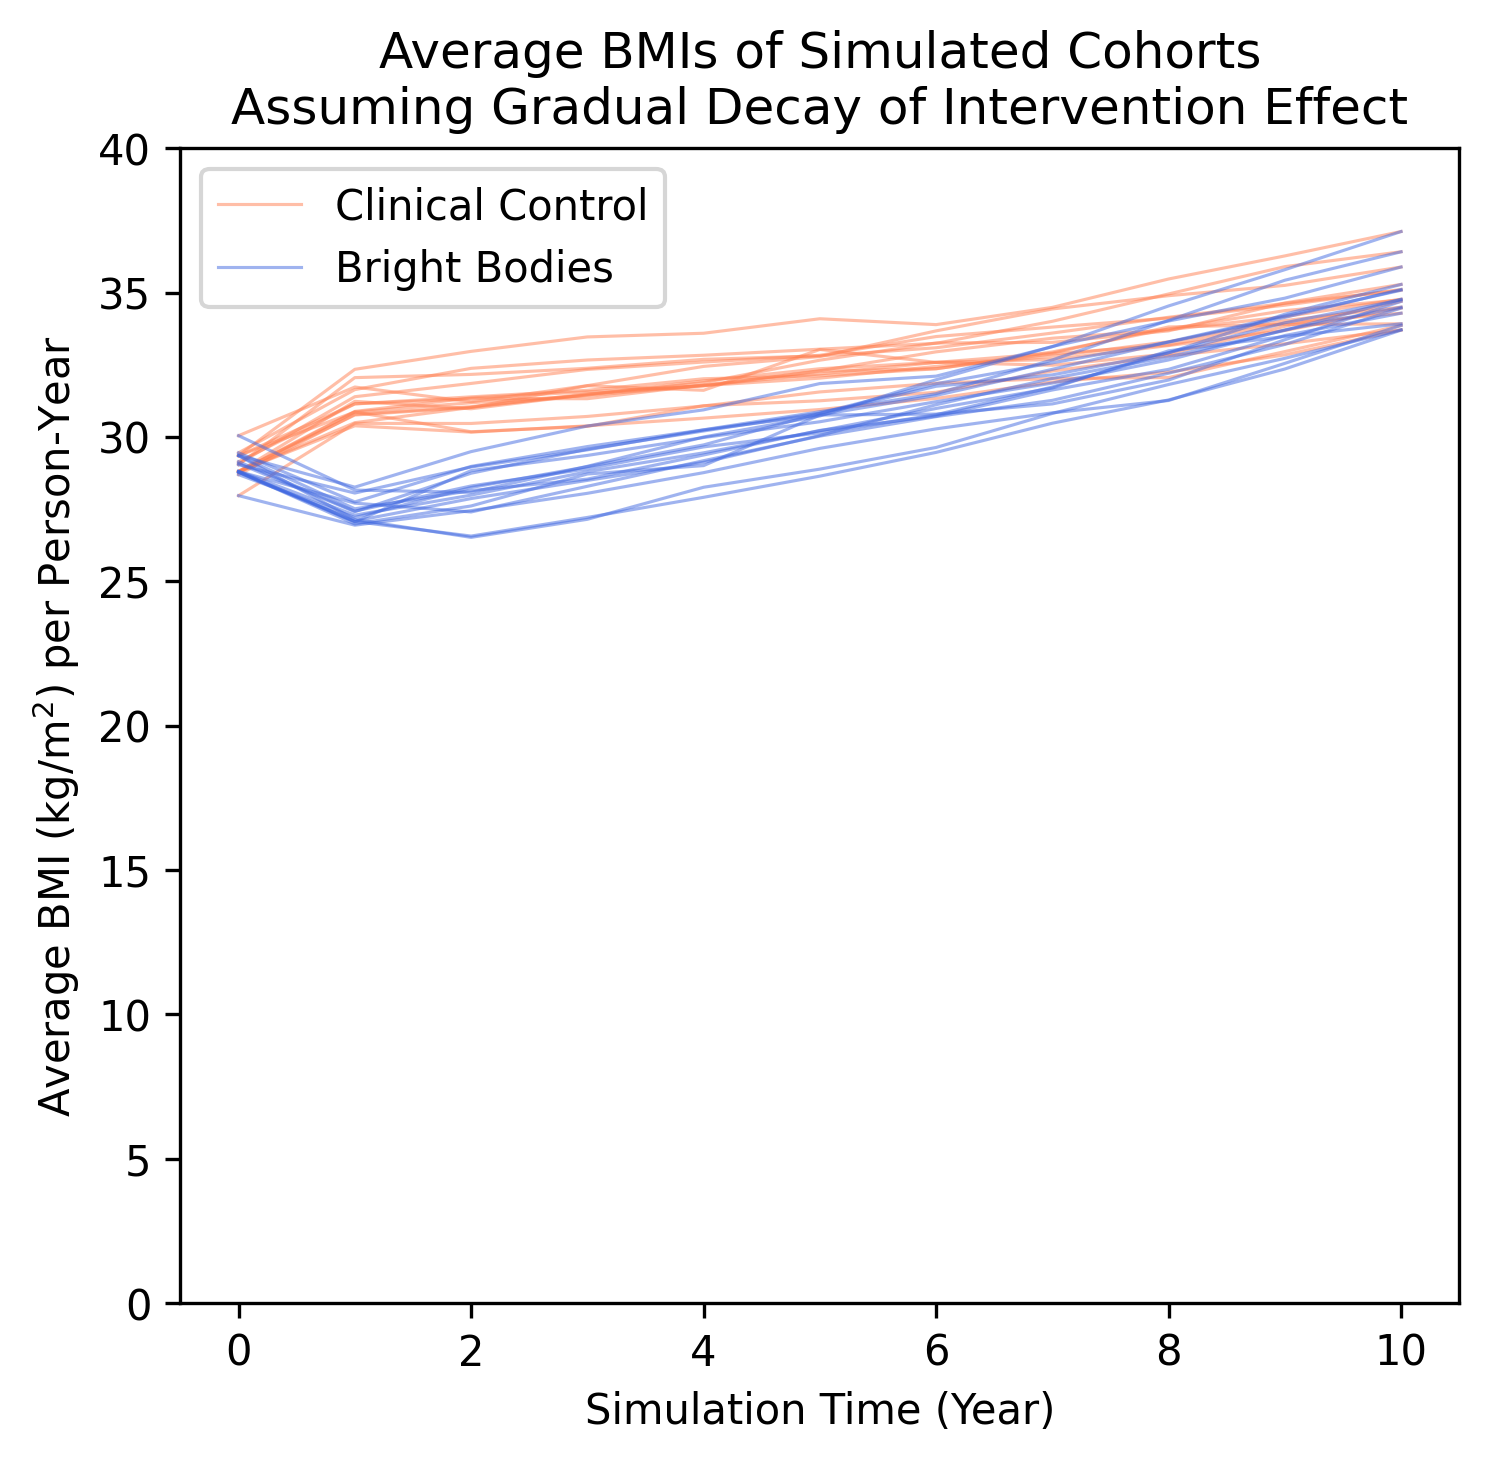 Average BMIs of Simulated Cohorts
Assuming Gradual Decay of Intervention Effect
Clinical Control
Bright Bodies
Average BMI (kg/m²) per Person-Year
40
35
30
25
20
15
10
5
0
0 2 4 6 8 10
Simulation Time (Year)